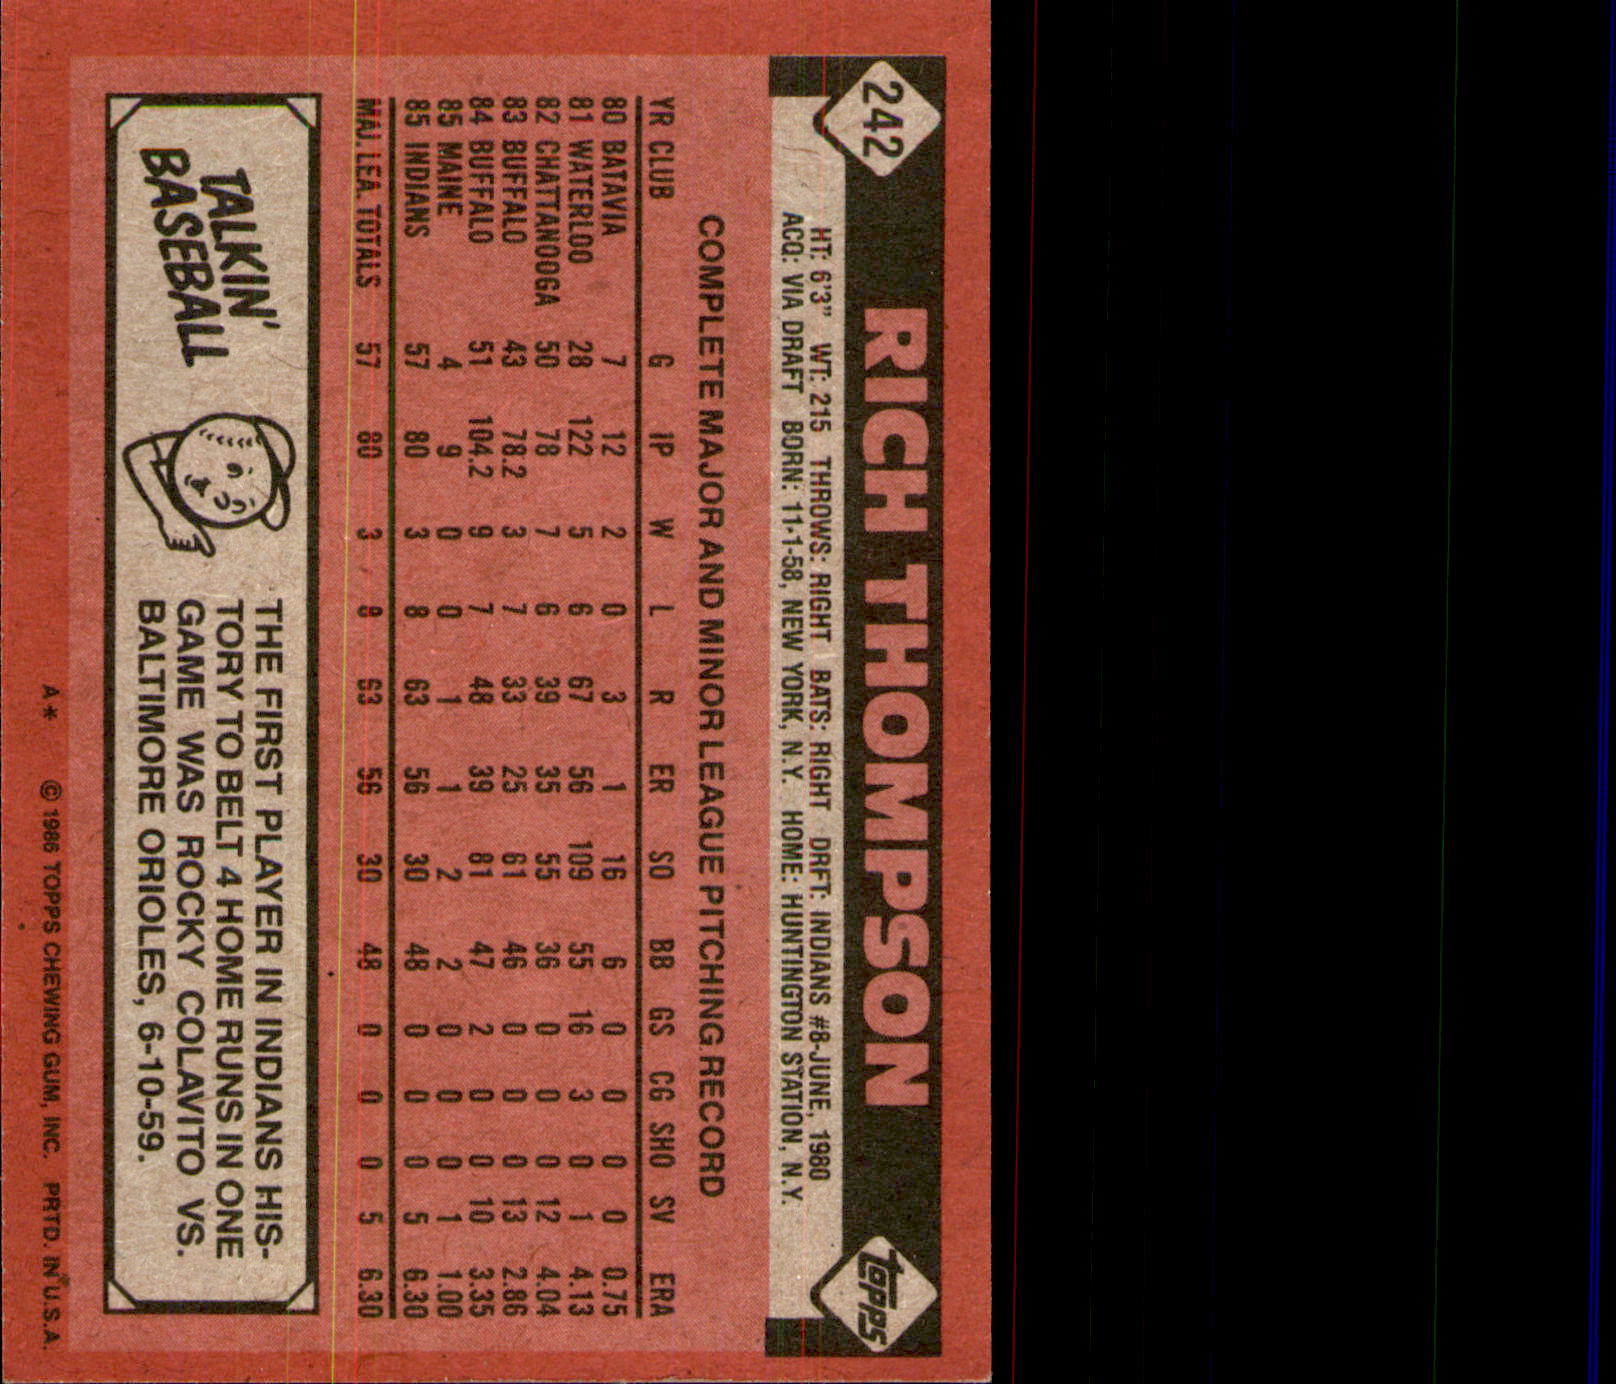 242
RICH THOMPSON
topps
HT: 6'3" WT: 215 THROWS: RIGHT BATS: RIGHT DRFT: INDIANS #8-JUNE, 1980
ACQ: VIA DRAFT BORN: 11-1-58, NEW YORK, N.Y. HOME: HUNTINGTON STATION, N.Y.
COMPLETE MAJOR AND MINOR LEAGUE PITCHING RECORD
YR CLUB G IP W L R ER SO BB GS CG SHO SV ERA
80 BATAVIA 7 12 2 0 3 1 16 6 0 0 0 0 0.75
81 WATERLOO 28 122 5 6 67 56 109 55 16 3 0 1 4.13
82 CHATTANOOGA 50 78 7 6 39 35 55 36 0 0 0 12 4.04
83 BUFFALO 43 78.2 3 7 33 25 61 46 0 0 0 13 2.86
84 BUFFALO 51 104.2 9 7 48 39 81 47 2 0 0 10 3.35
85 MAINE 4 9 0 0 1 1 2 2 0 0 0 1 1.00
85 INDIANS 57 80 3 8 63 56 30 48 0 0 0 5 6.30
MAJ. LEA. TOTALS 57 80 3 8 63 56 30 48 0 0 0 5 6.30
TALKIN'
BASEBALL
THE FIRST PLAYER IN INDIANS HIS-
TORY TO BELT 4 HOME RUNS IN ONE
GAME WAS ROCKY COLAVITO VS.
BALTIMORE ORIOLES, 6-10-59.
A* © 1986 TOPPS CHEWING GUM, INC. PRTD. IN U.S.A.